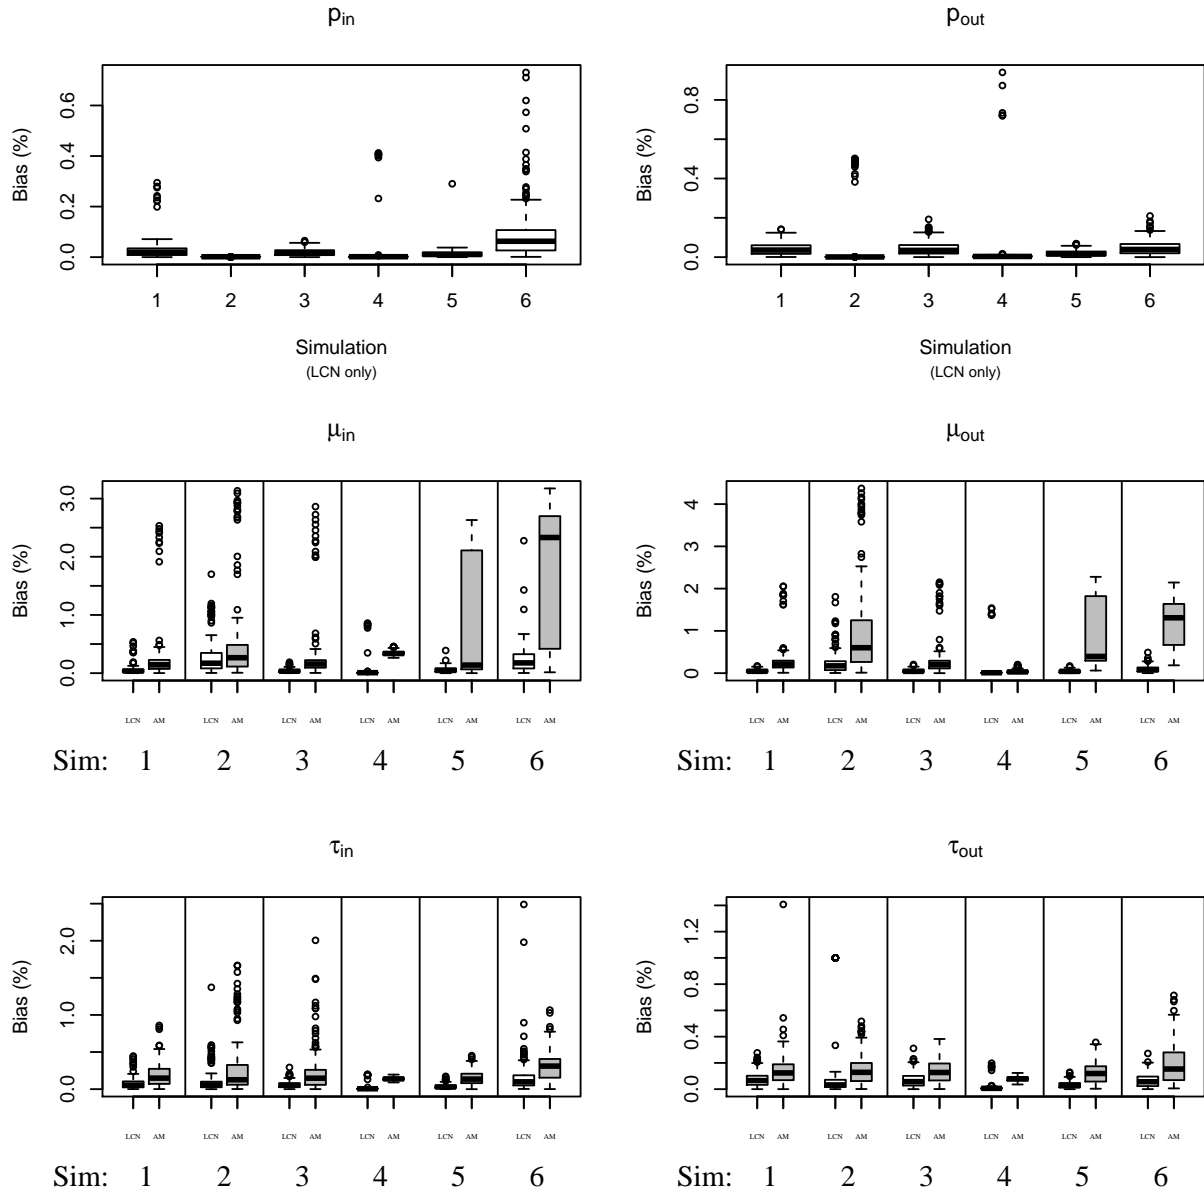 p in
p out
Bias (%)
0.0 0.2 0.4 0.6
1 2 3 4 5 6
Simulation
(LCN only)
Bias (%)
0.0 0.4 0.8
1 2 3 4 5 6
Simulation
(LCN only)
μ in
μ out
Bias (%)
0.0 1.0 2.0 3.0
LCN AM LCN AM LCN AM LCN AM LCN AM LCN AM
Sim: 1 2 3 4 5 6
Bias (%)
0 1 2 3 4
LCN AM LCN AM LCN AM LCN AM LCN AM LCN AM
Sim: 1 2 3 4 5 6
τ in
τ out
Bias (%)
0.0 1.0 2.0
LCN AM LCN AM LCN AM LCN AM LCN AM LCN AM
Sim: 1 2 3 4 5 6
Bias (%)
0.0 0.4 0.8 1.2
LCN AM LCN AM LCN AM LCN AM LCN AM LCN AM
Sim: 1 2 3 4 5 6